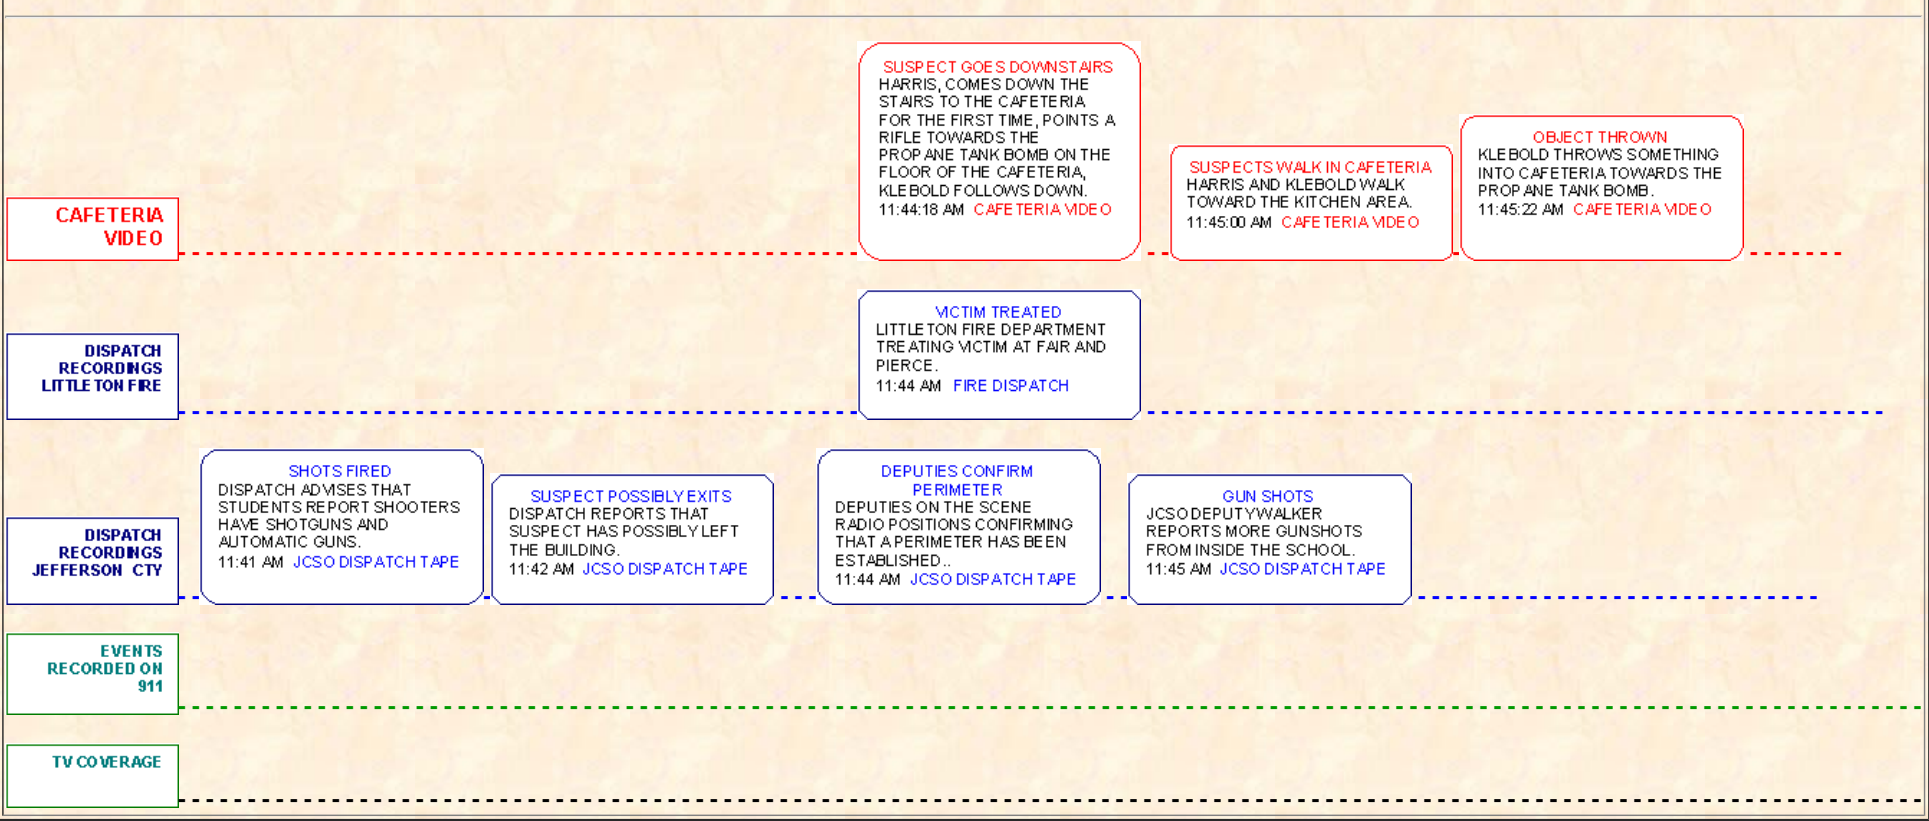 SUSPECT GOES DOWNSTAIRS
HARRIS, COMES DOWN THE
STAIRS TO THE CAFETERIA
FOR THE FIRST TIME, POINTS A
RIFLE TOWARDS THE
PROPANE TANK BOMB ON THE
FLOOR OF THE CAFETERIA,
KLEBOLD FOLLOWS DOWN.
11:44:18 AM CAFETERIA VIDEO
SUSPECTS WALK IN CAFETERIA
HARRIS AND KLEBOLD WALK
TOWARD THE KITCHEN AREA.
11:45:00 AM CAFETERIA VIDEO
OBJECT THROWN
KLEBOLD THROWS SOMETHING
INTO CAFETERIA TOWARDS THE
PROPANE TANK BOMB.
11:45:22 AM CAFETERIA VIDEO
CAFETERIA
VIDEO
VICTIM TREATED
LITTLETON FIRE DEPARTMENT
TREATING VICTIM AT FAIR AND
PIERCE.
11:44 AM FIRE DISPATCH
DISPATCH
RECORDINGS
LITTLETON FIRE
SHOTS FIRED
DISPATCH ADVISES THAT
STUDENTS REPORT SHOOTERS
HAVE SHOTGUNS AND
AUTOMATIC GUNS.
11:41 AM JCSO DISPATCH TAPE
SUSPECT POSSIBLY EXITS
DISPATCH REPORTS THAT
SUSPECT HAS POSSIBLY LEFT
THE BUILDING.
11:42 AM JCSO DISPATCH TAPE
DEPUTIES CONFIRM
PERIMETER
DEPUTIES ON THE SCENE
RADIO POSITIONS CONFIRMING
THAT A PERIMETER HAS BEEN
ESTABLISHED..
11:44 AM JCSO DISPATCH TAPE
GUN SHOTS
JCSO DEPUTY WALKER
REPORTS MORE GUNSHOTS
FROM INSIDE THE SCHOOL.
11:45 AM JCSO DISPATCH TAPE
DISPATCH
RECORDINGS
JEFFERSON CTY
EVENTS
RECORDED ON
911
TV COVERAGE